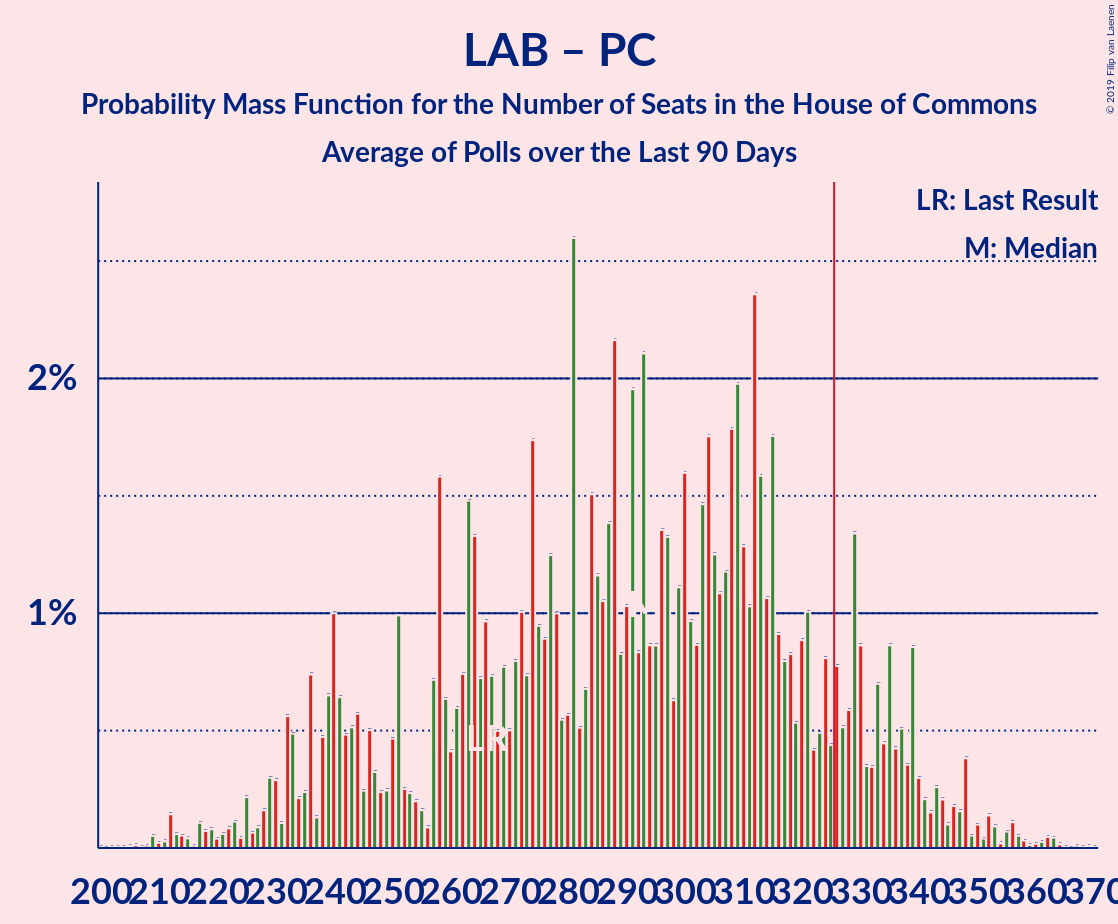 LAB – PC
Probability Mass Function for the Number of Seats in the House of Commons
Average of Polls over the Last 90 Days
© 2019 Filip van Laenen
LR: Last Result
M: Median
2%
1%
LR
200 210 220 230 240 250 260 270 280 290 300 310 320 330 340 350 360 370